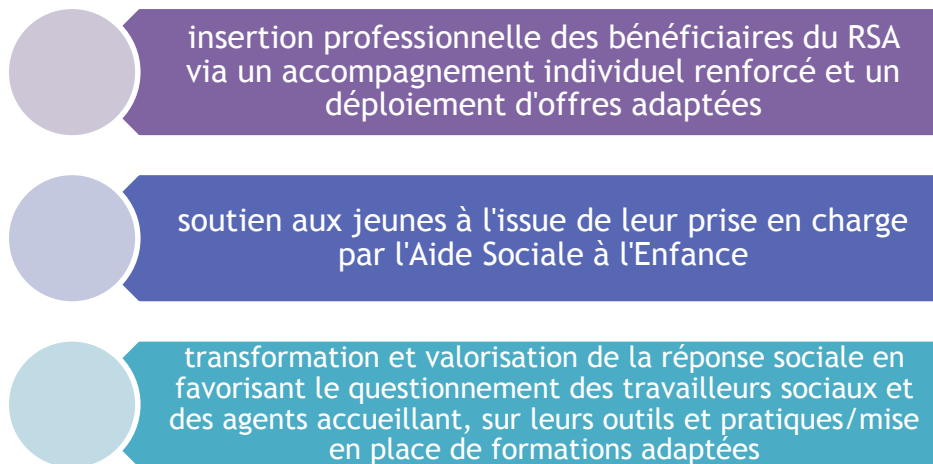 insertion professionnelle des bénéficiaires du RSA
via un accompagnement individuel renforcé et un
déploiement d'offres adaptées
soutien aux jeunes à l'issue de leur prise en charge
par l'Aide Sociale à l'Enfance
transformation et valorisation de la réponse sociale en
favorisant le questionnement des travailleurs sociaux et
des agents accueillant, sur leurs outils et pratiques/mise
en place de formations adaptées